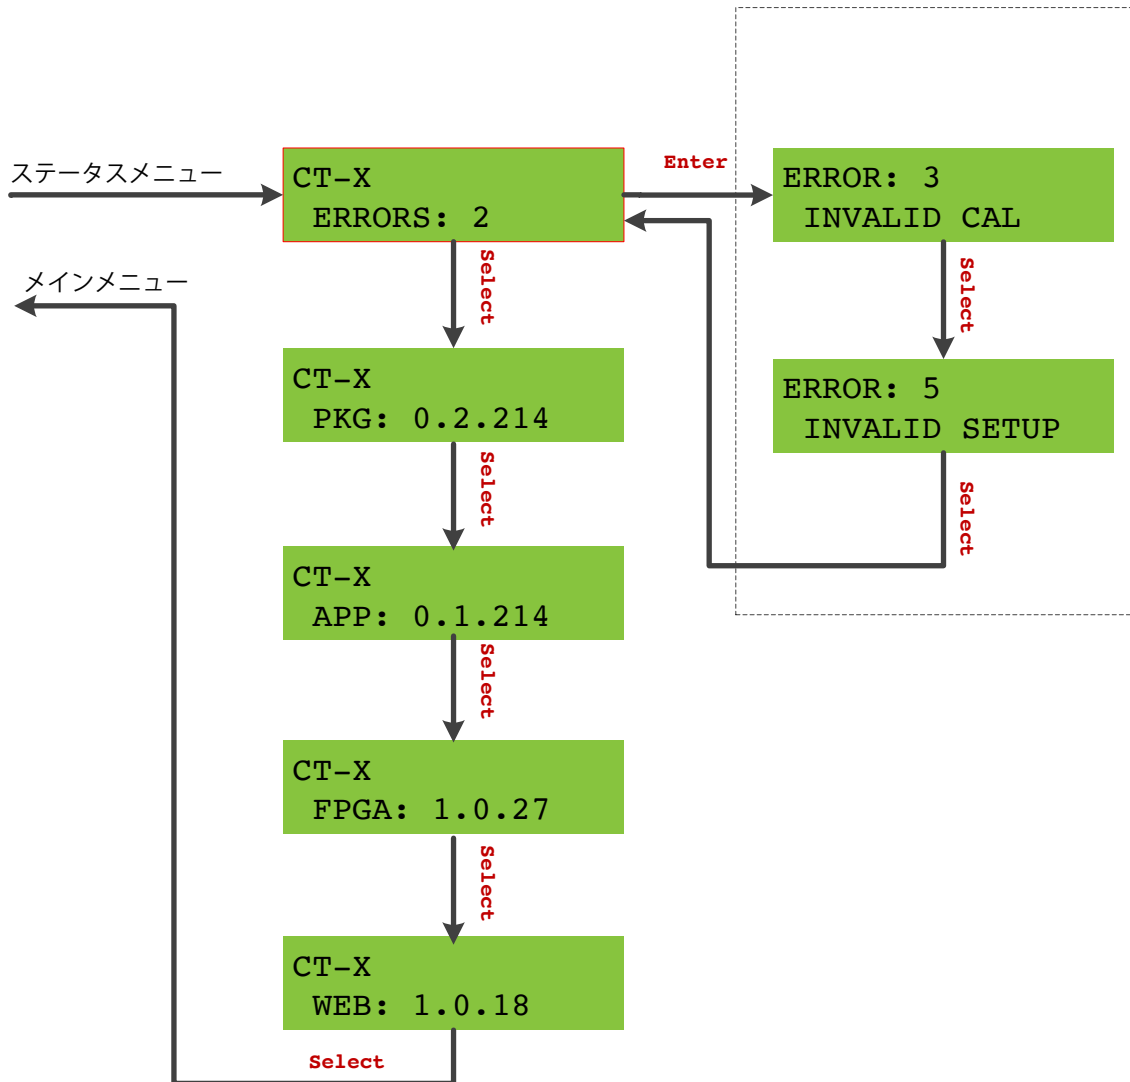 ステータスメニュー
CT-X
ERRORS: 2
Enter
ERROR: 3
INVALID CAL
メインメニュー
Select
Select
CT-X
PKG: 0.2.214
ERROR: 5
INVALID SETUP
Select
Select
CT-X
APP: 0.1.214
Select
CT-X
FPGA: 1.0.27
Select
CT-X
WEB: 1.0.18
Select